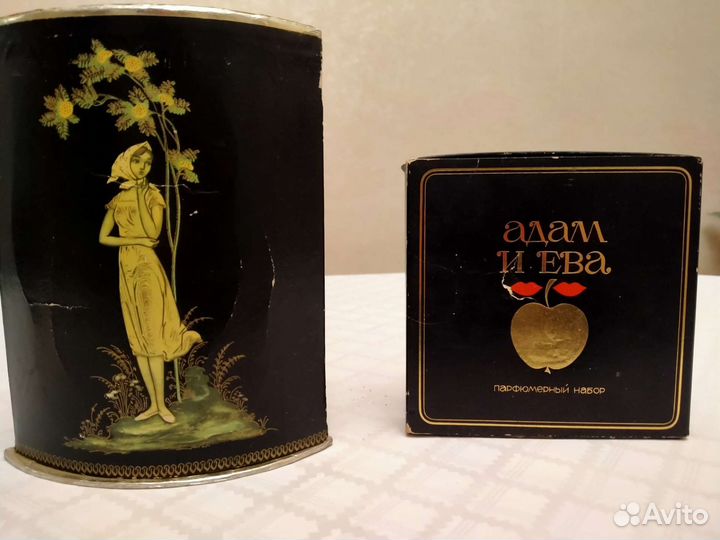 адам
и ева
парфюмерный набор
Avito